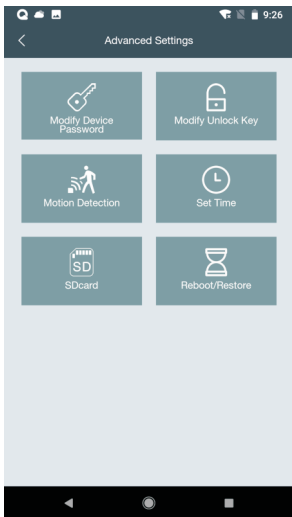 9:26
Advanced Settings
Modify Device
Password
Modify Unlock Key
Motion Detection
Set Time
SD
SDcard
Reboot/Restore